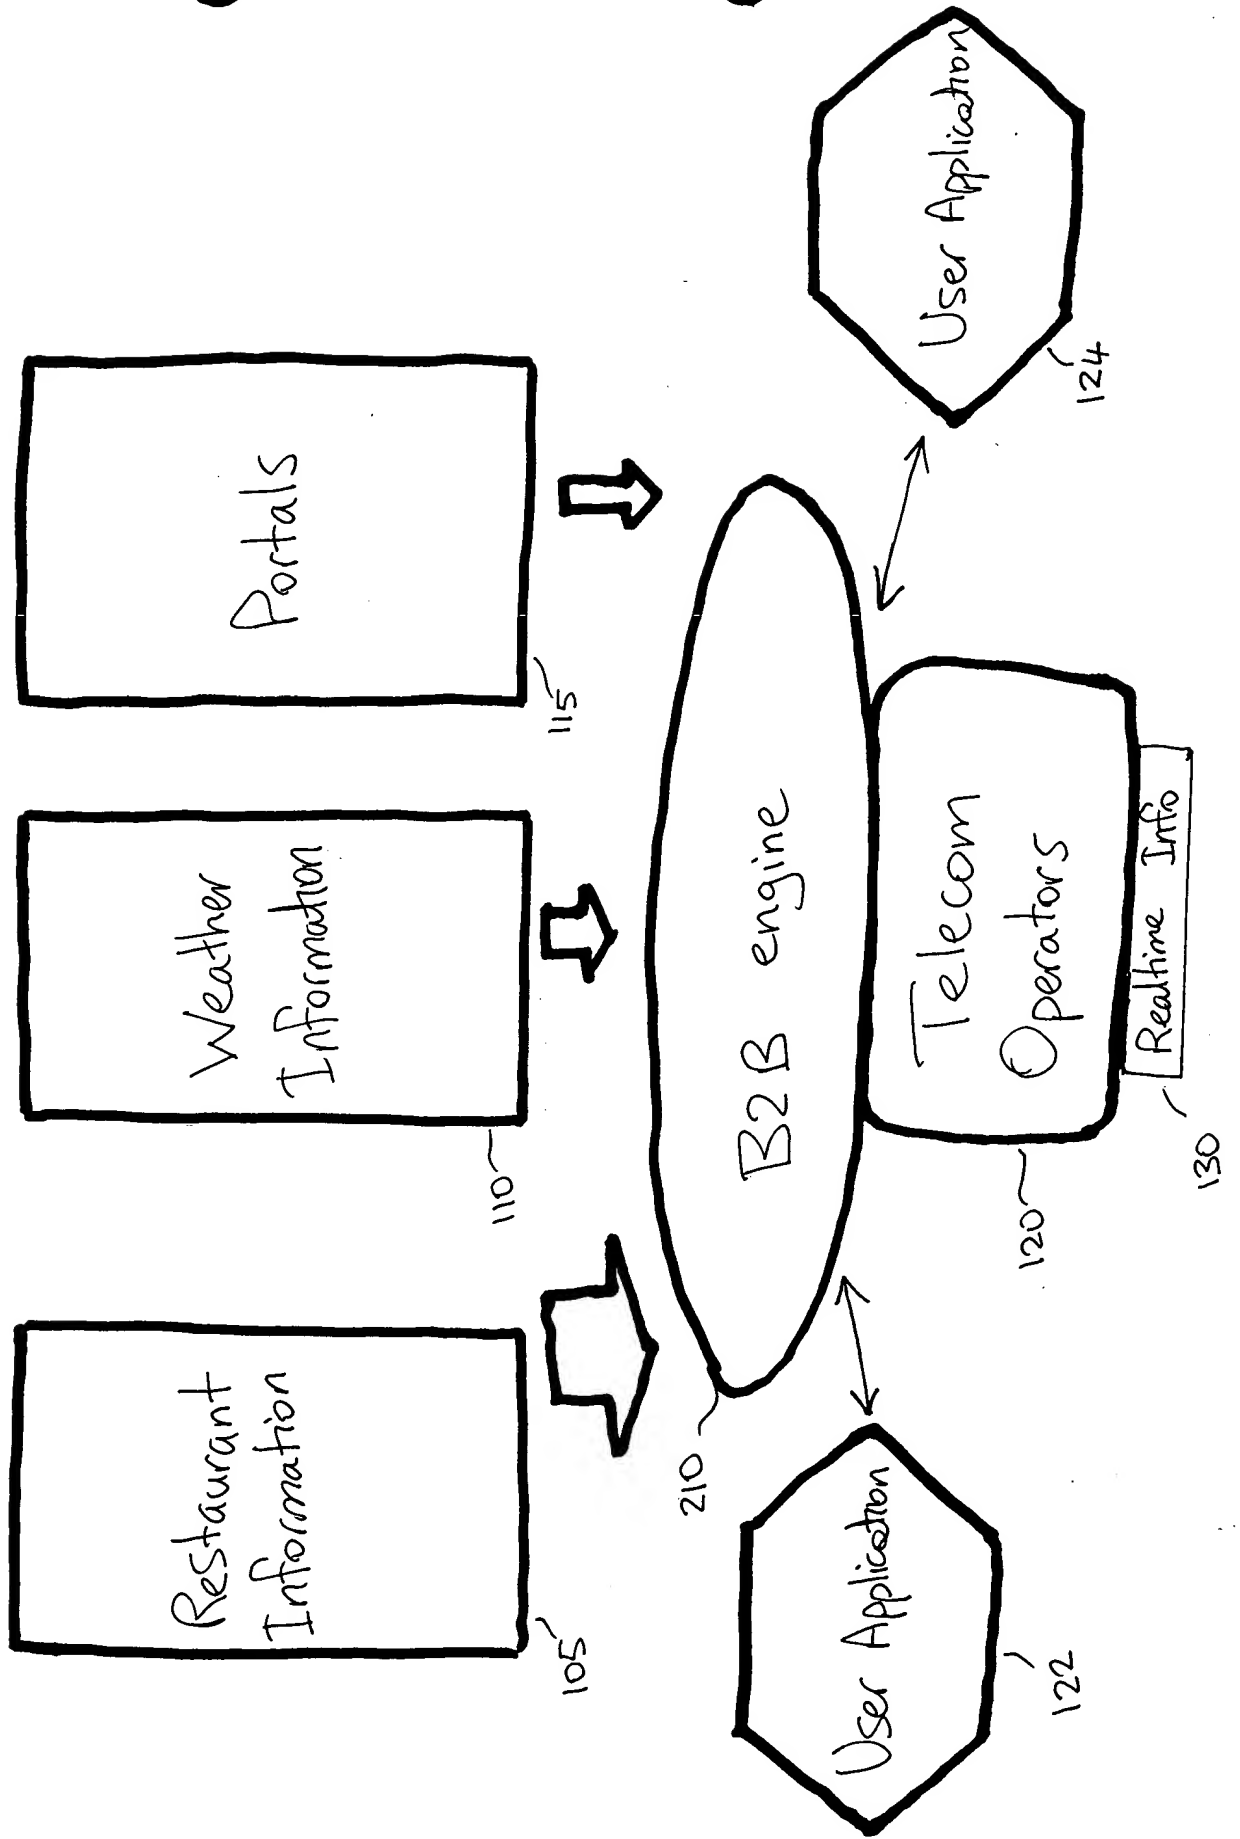 Restaurant
Information
105
Weather
Information
110
Portals
115
B2B engine
210
Telecom
Operators
120
Realtime Info
130
User Application
122
User Application
124